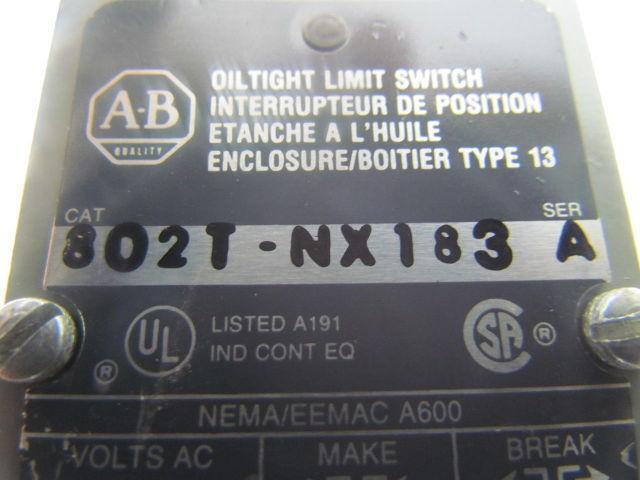 OILTIGHT LIMIT SWITCH
INTERRUPTEUR DE POSITION
ETANCHE A L'HUILE
ENCLOSURE/BOITIER TYPE 13
A-B
QUALITY
CAT SER
802T-NX183 A
UL ® LISTED A191
IND CONT EQ
SA ®
NEMA/EEMAC A600
VOLTS AC MAKE BREAK